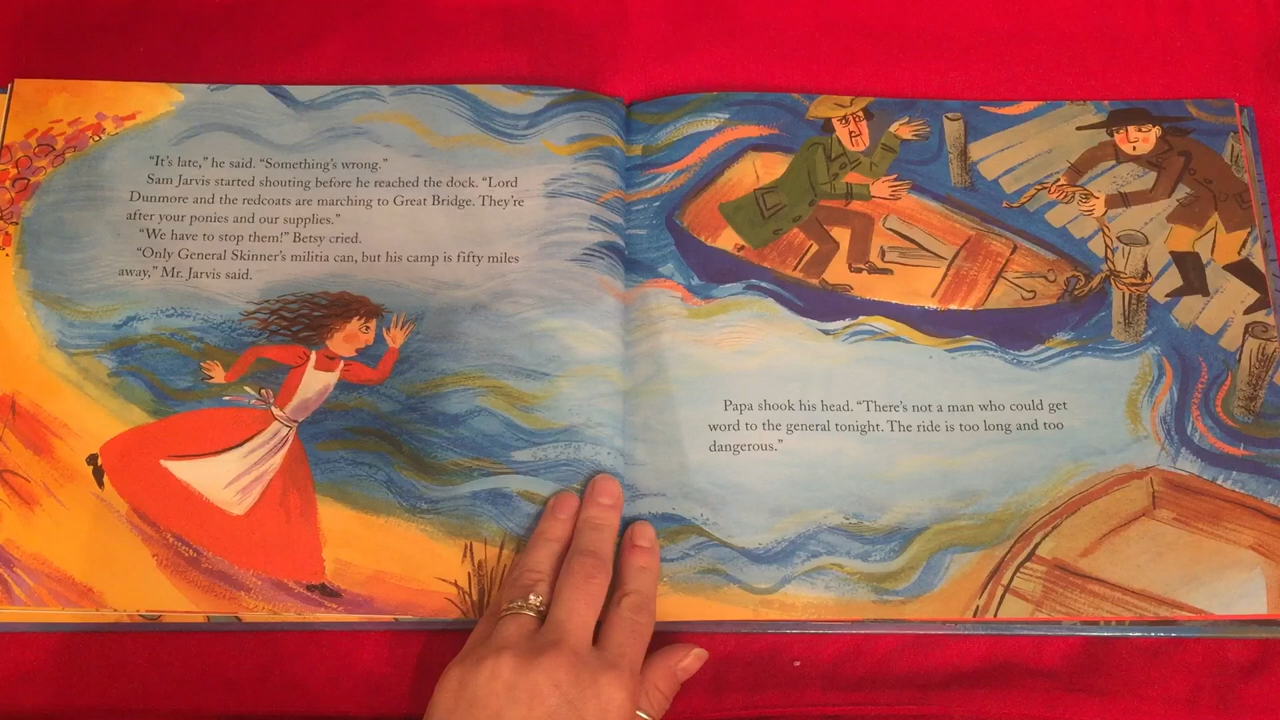 “It’s late,” he said. “Something’s wrong.”
Sam Jarvis started shouting before he reached the dock. “Lord
Dunmore and the redcoats are marching to Great Bridge. They’re
after your ponies and our supplies.”
“We have to stop them!” Betsy cried.
“Only General Skinner’s militia can, but his camp is fifty miles
away,” Mr. Jarvis said.
Papa shook his head. “There’s not a man who could get
word to the general tonight. The ride is too long and too
dangerous.”